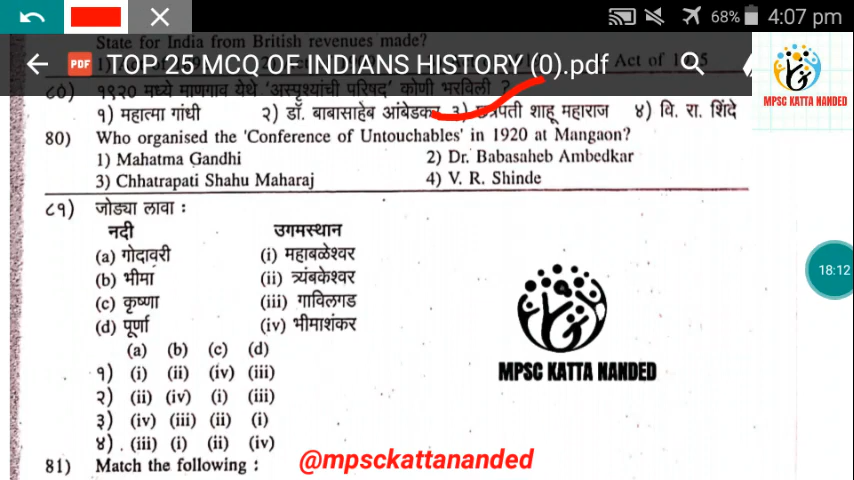 68% 4:07 pm
State for India from British revenues made?
PDF TOP 25 MCQ OF INDIANS HISTORY (0).pdf
Act of
MPSC KATTA NANDED
८०) १९२० मध्ये माणगाव येथे 'अस्पृश्यांची परिषद' कोणी भरविली ?
१) महात्मा गांधी २) डॉ. बाबासाहेब आंबेडकर ३) छत्रपती शाहू महाराज ४) वि. रा. शिंदे
80) Who organised the 'Conference of Untouchables' in 1920 at Mangaon?
1) Mahatma Gandhi 2) Dr. Babasaheb Ambedkar
3) Chhatrapati Shahu Maharaj 4) V. R. Shinde
८१) जोड्या लावा :
नदी उगमस्थान
(a) गोदावरी (i) महाबळेश्वर
(b) भीमा (ii) त्र्यंबकेश्वर
(c) कृष्णा (iii) गाविलगड
(d) पूर्णा (iv) भीमाशंकर
(a) (b) (c) (d)
१) (i) (ii) (iv) (iii)
२) (ii) (iv) (i) (iii)
३) (iv) (iii) (ii) (i)
४) (iii) (i) (ii) (iv)
81) Match the following :
18:12
MPSC KATTA NANDED
@mpsckattananded